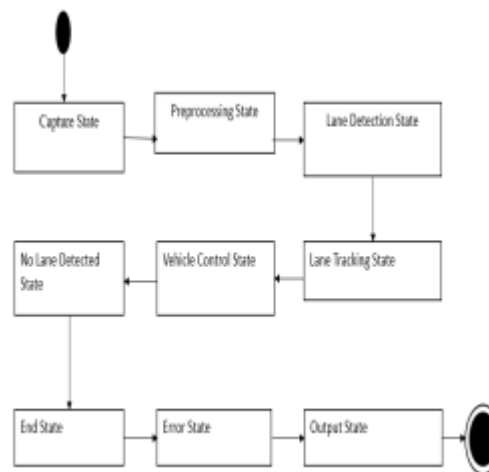 Capture State
Preprocessing State
Lane Detection State
No Lane Detected
State
Vehicle Control State
Lane Tracking State
End State
Error State
Output State